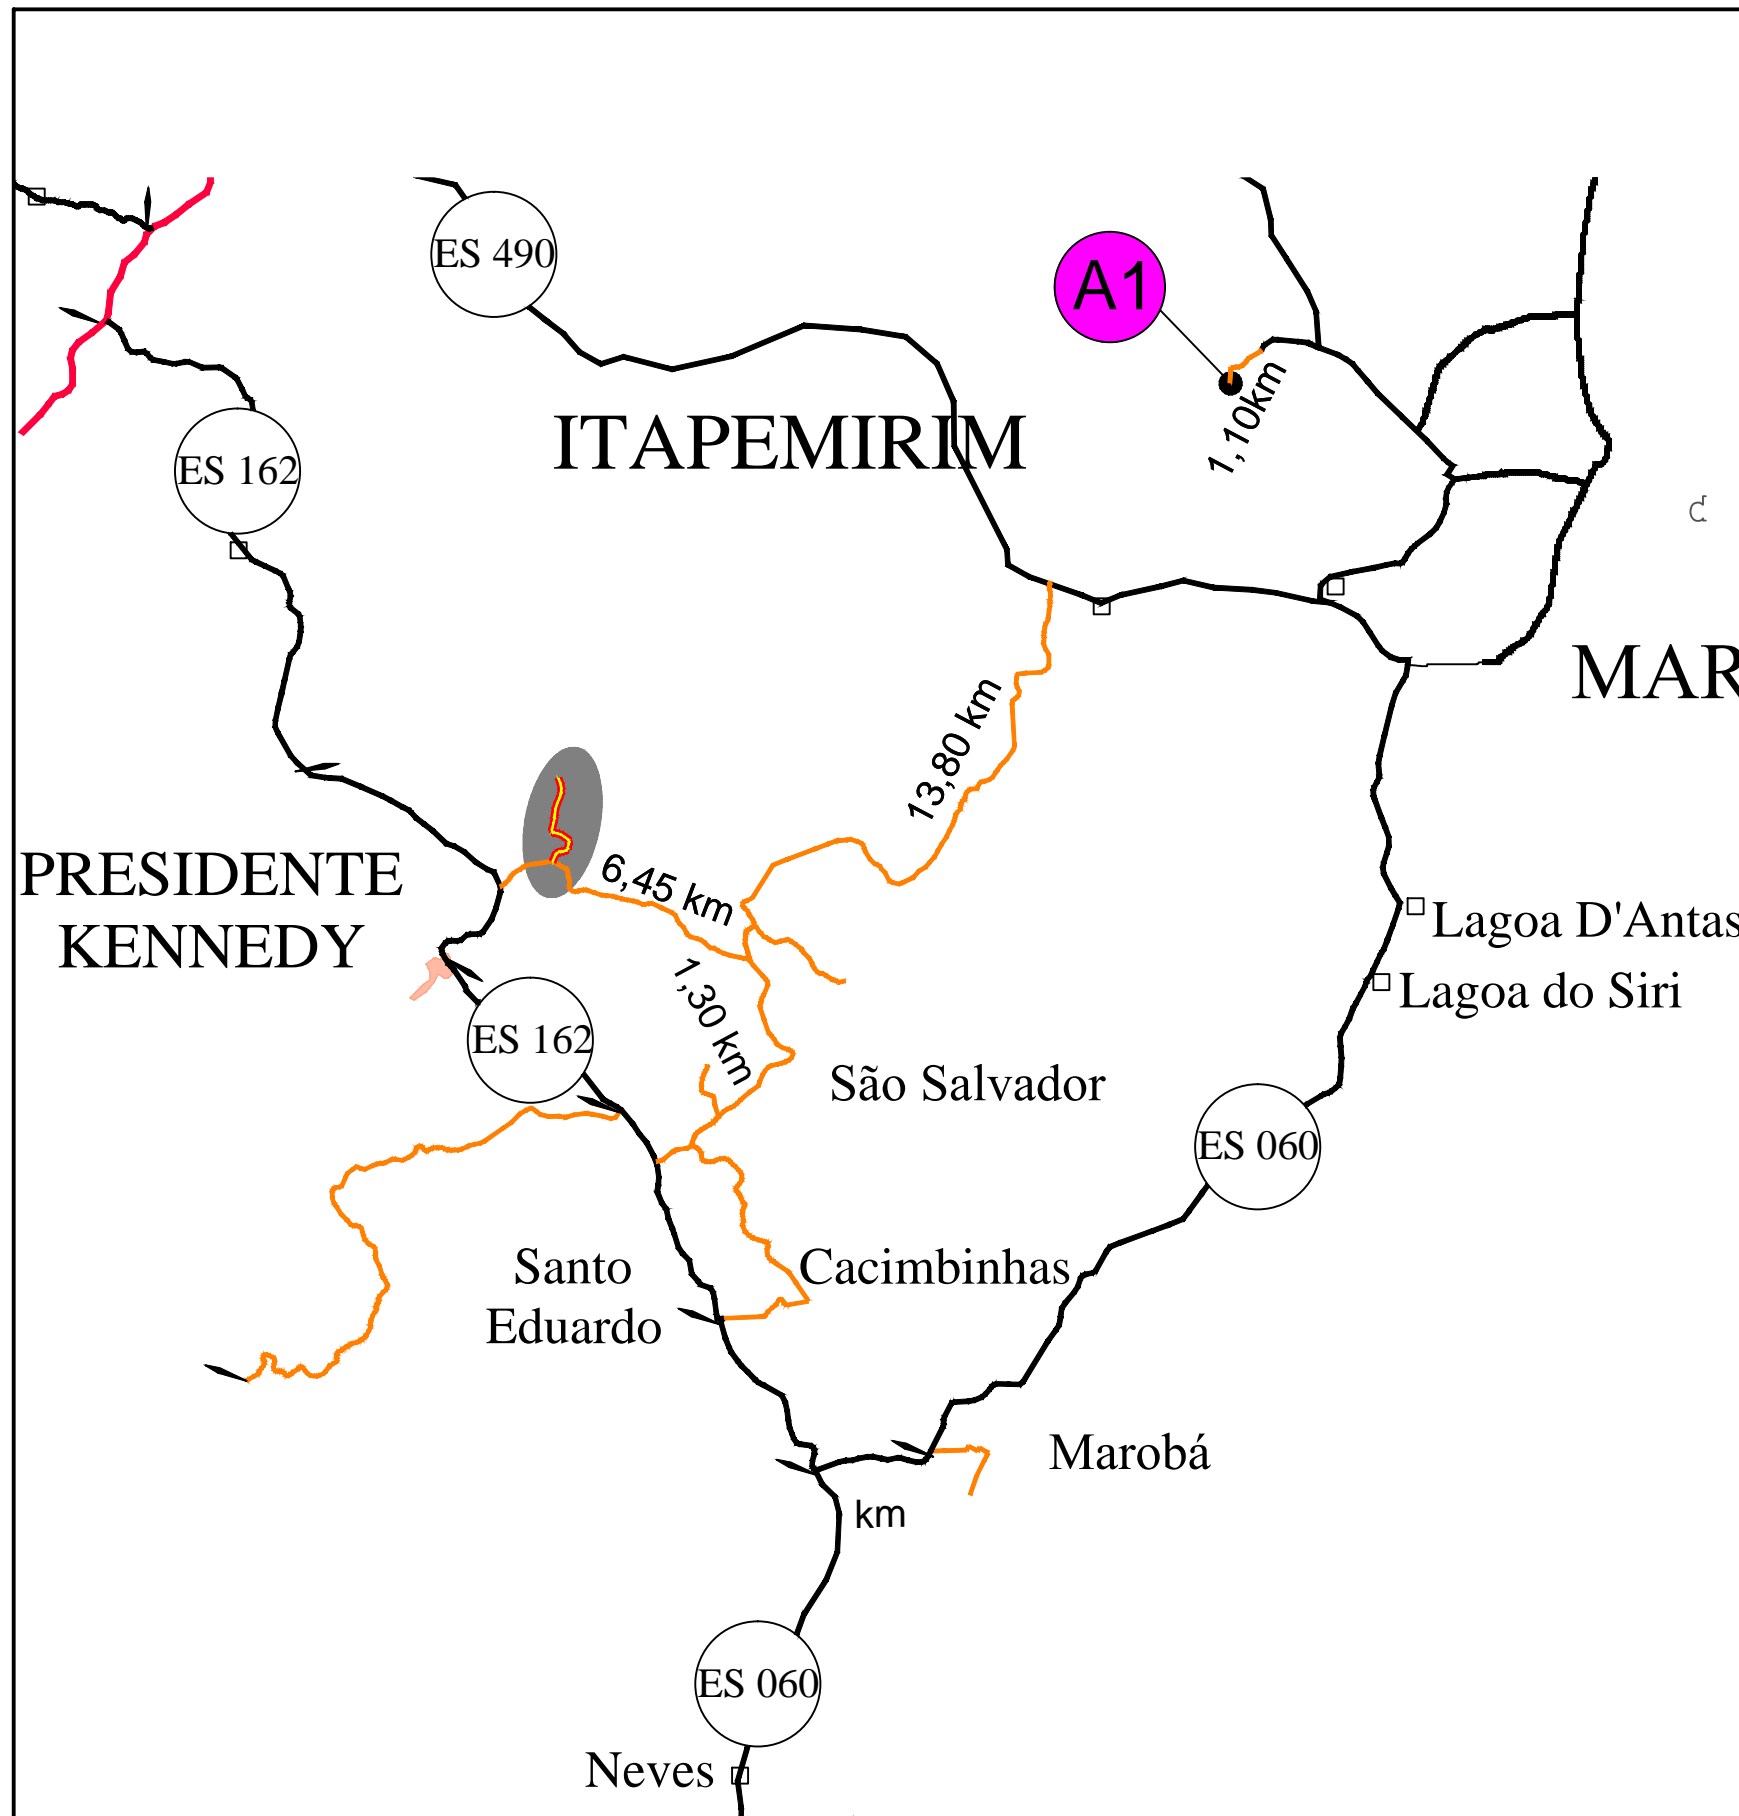 ES 490
A1
1,10km
ITAPEMIRIM
ES 162
MAR
13,80 km
PRESIDENTE
KENNEDY
6,45 km
Lagoa D'Antas
Lagoa do Siri
1,30 km
ES 162
São Salvador
ES 060
Santo
Eduardo
Cacimbinhas
Marobá
km
ES 060
Neves